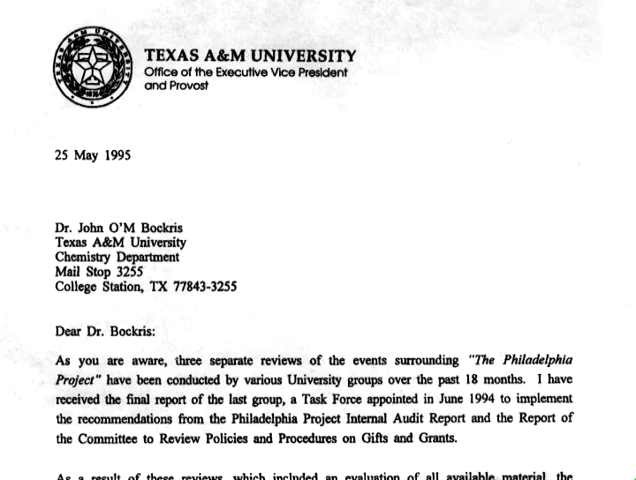 TEXAS A&M UNIVERSITY
Office of the Executive Vice President
and Provost
25 May 1995
Dr. John O'M Bockris
Texas A&M University
Chemistry Department
Mail Stop 3255
College Station, TX 77843-3255
Dear Dr. Bockris:
As you are aware, three separate reviews of the events surrounding "The Philadelphia
Project" have been conducted by various University groups over the past 18 months. I have
received the final report of the last group, a Task Force appointed in June 1994 to implement
the recommendations from the Philadelphia Project Internal Audit Report and the Report of
the Committee to Review Policies and Procedures on Gifts and Grants.
As a result of these reviews, which included an evaluation of all available material, the